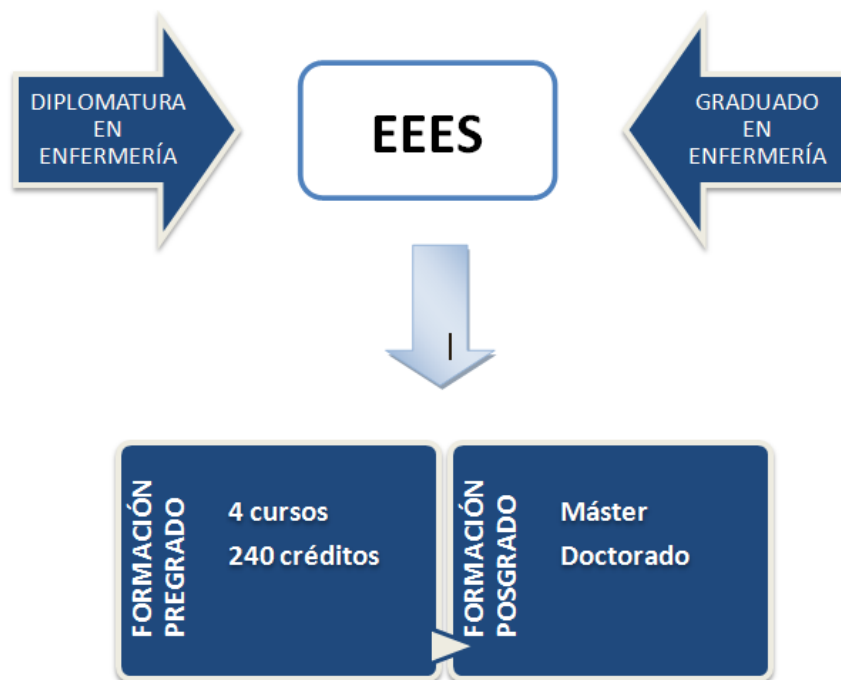 DIPLOMATURA
EN
ENFERMERÍA
EEES
GRADUADO
EN
ENFERMERÍA
FORMACIÓN
PREGRADO
4 cursos
240 créditos
FORMACIÓN
POSGRADO
Máster
Doctorado